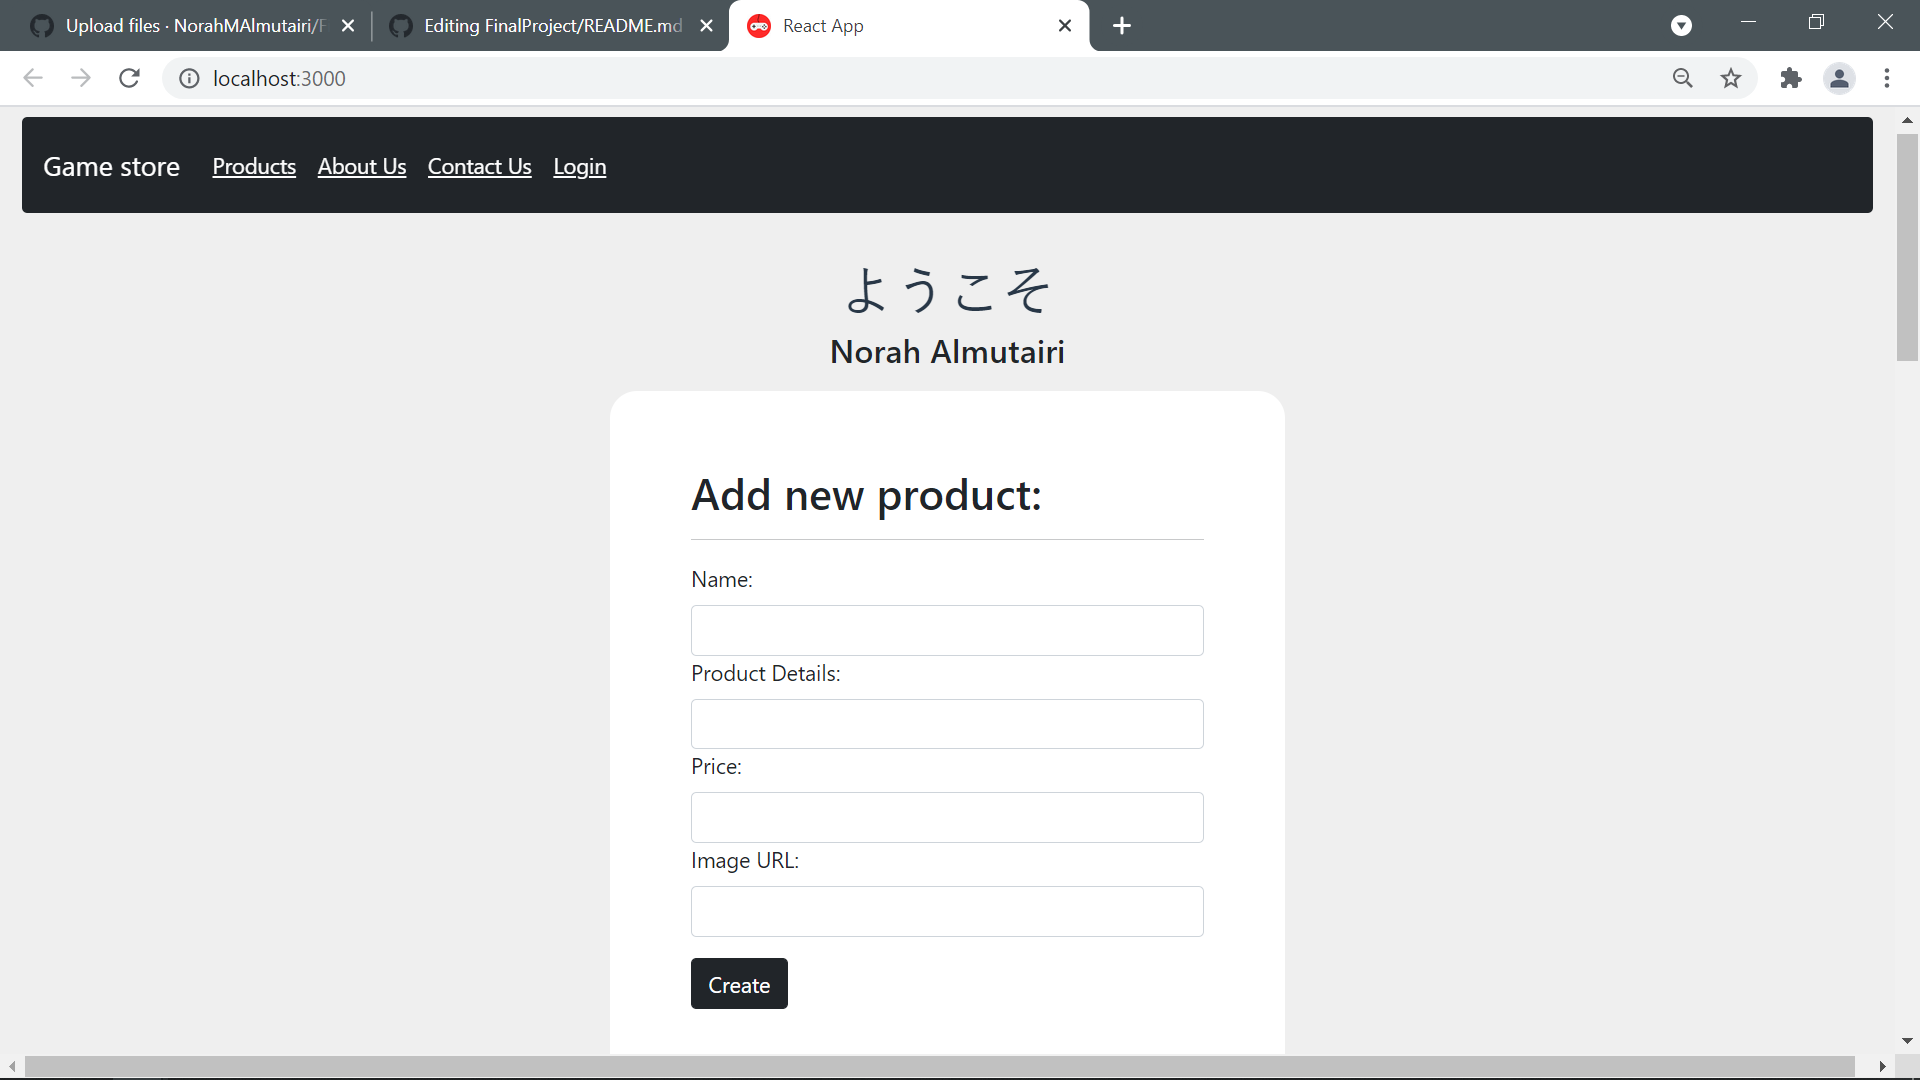 Upload files · NorahMAlmutairi/F
Editing FinalProject/README.md
React App
localhost:3000
Game store Products About Us Contact Us Login
ようこそ
Norah Almutairi
Add new product:
Name:
Product Details:
Price:
Image URL:
Create